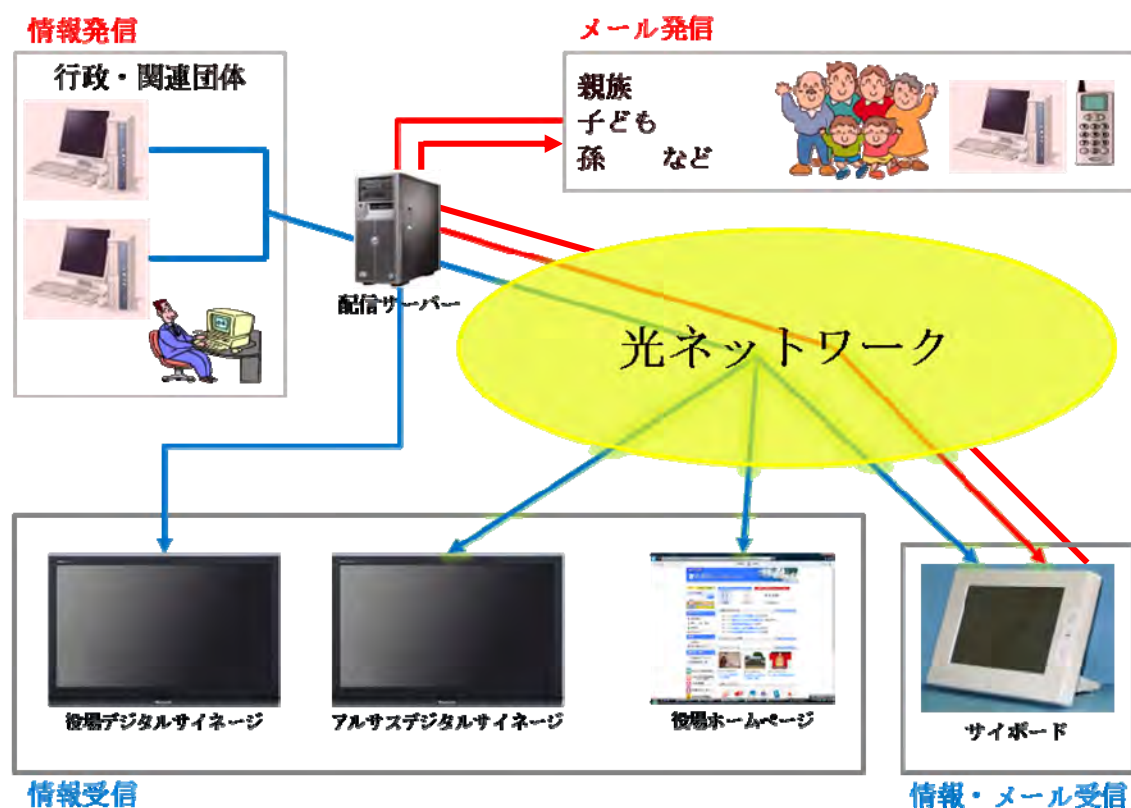 情報発信
メール発信
行政・関連団体
親族
子ども
孫 など
配信サーバー
光ネットワーク
役場デジタルサイネージ
アルサスデジタルサイネージ
役場ホームページ
サイボード
情報受信
情報・メール受信